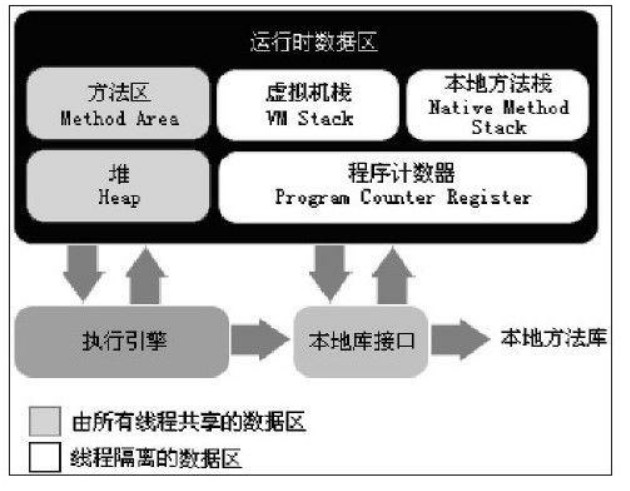 运行时数据区
方法区
Method Area
虚拟机栈
VM Stack
本地方法栈
Native Method
Stack
堆
Heap
程序计数器
Program Counter Register
执行引擎
本地库接口
本地方法库
由所有线程共享的数据区
线程隔离的数据区